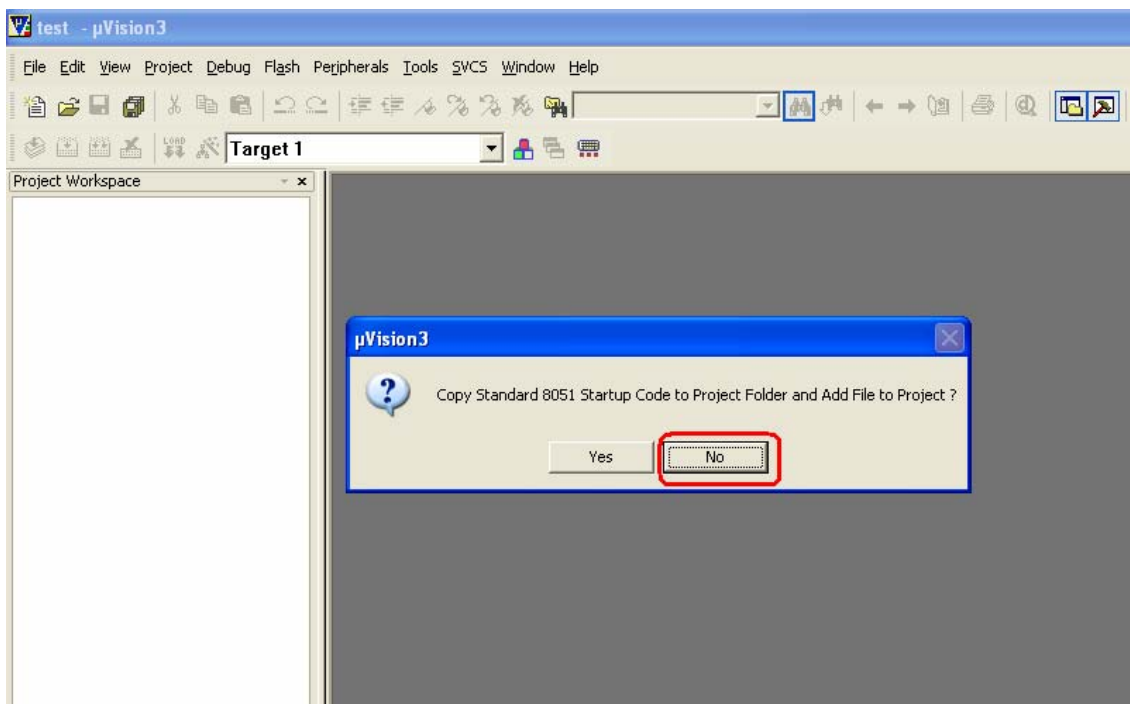 test - µVision3
File Edit View Project Debug Flash Peripherals Tools SVCS Window Help
LOAD Target 1
Project Workspace
µVision3
Copy Standard 8051 Startup Code to Project Folder and Add File to Project ?
Yes No